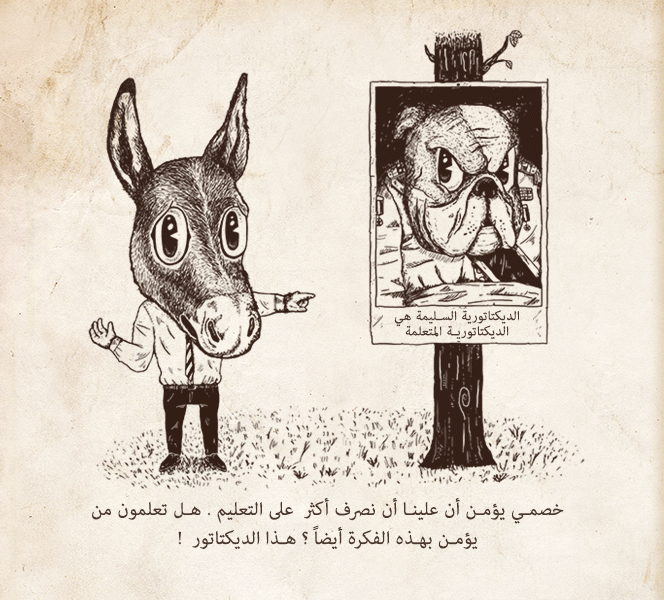 الديكتاتورية السليمة هي
الديكتاتورية المتعلمة
خصمي يؤمن أن علينا أن نصرف أكثر على التعليم . هل تعلمون من
يؤمن بهذه الفكرة أيضاً ؟ هذا الديكتاتور !